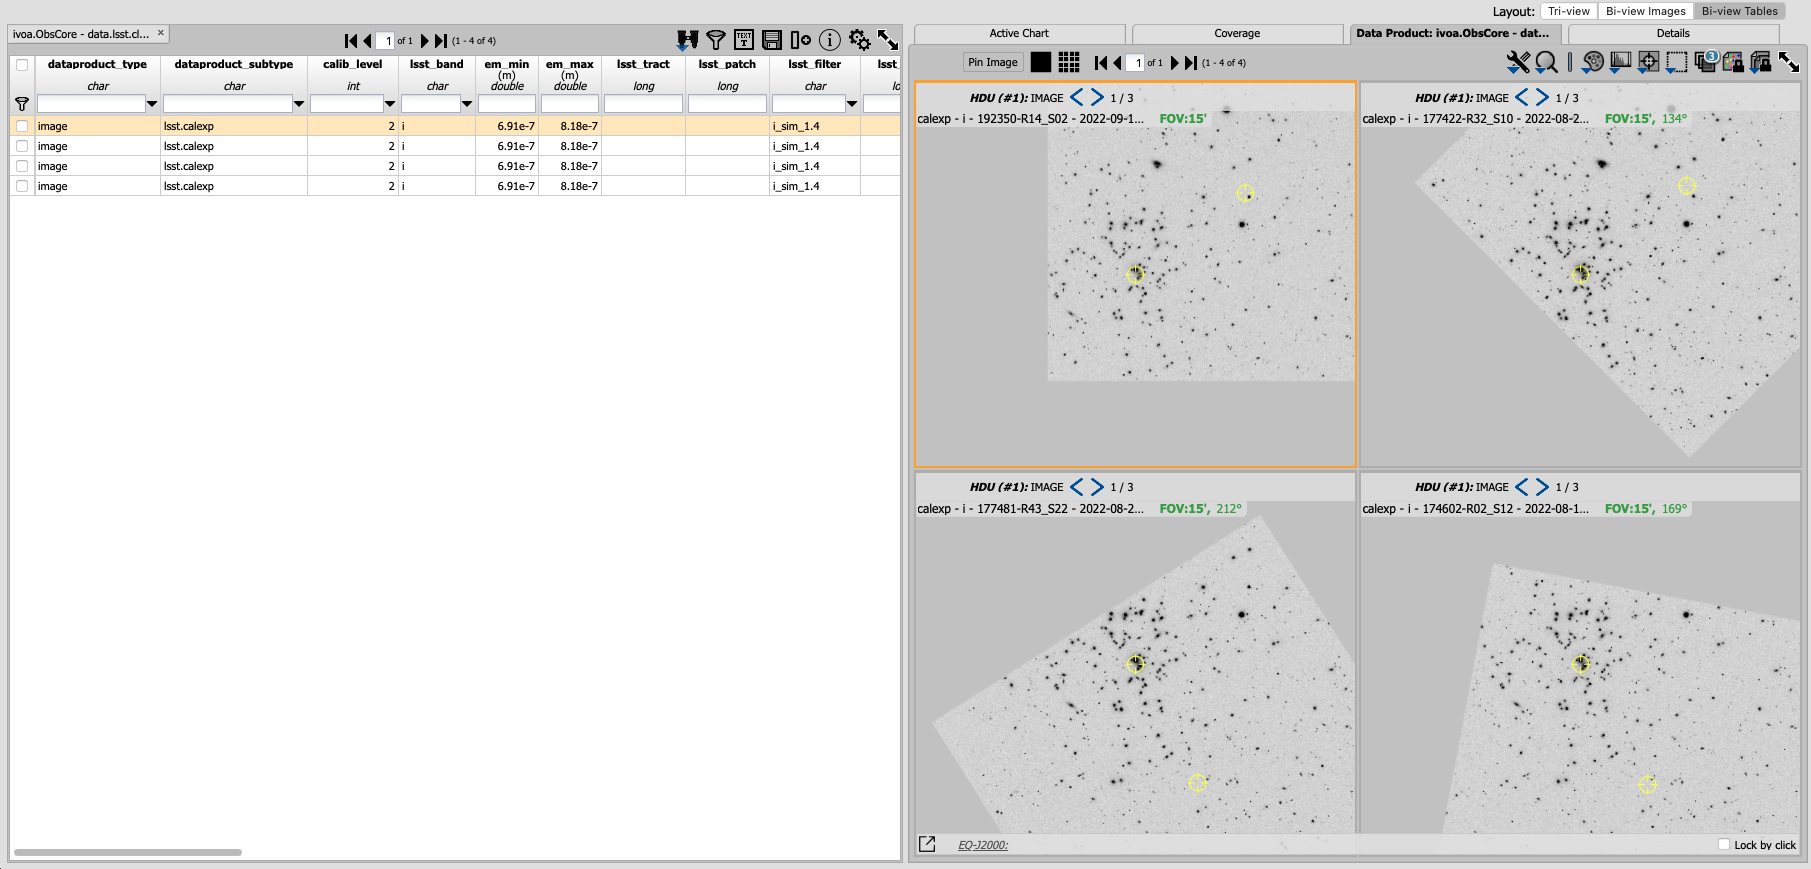 Layout: Tri-view Bi-view Images Bi-view Tables
ivoa.ObsCore - data.lsst.cl... ×
1 of 1 (1 - 4 of 4)
TEXT
T
i
dataproduct_type dataproduct_subtype calib_level lsst_band em_min em_max lsst_tract lsst_patch lsst_filter lsst_
(m) (m)
char char int char double double long long char lo
image lsst.calexp 2 i 6.91e-7 8.18e-7 i_sim_1.4
image lsst.calexp 2 i 6.91e-7 8.18e-7 i_sim_1.4
image lsst.calexp 2 i 6.91e-7 8.18e-7 i_sim_1.4
image lsst.calexp 2 i 6.91e-7 8.18e-7 i_sim_1.4
Active Chart Coverage Data Product: ivoa.ObsCore - dat... Details
Pin Image 1 of 1 (1 - 4 of 4)
3
HDU (#1): IMAGE 1 / 3
calexp - i - 192350-R14_S02 - 2022-09-1... FOV:15'
HDU (#1): IMAGE 1 / 3
calexp - i - 177422-R32_S10 - 2022-08-2... FOV:15', 134°
HDU (#1): IMAGE 1 / 3
calexp - i - 177481-R43_S22 - 2022-08-2... FOV:15', 212°
HDU (#1): IMAGE 1 / 3
calexp - i - 174602-R02_S12 - 2022-08-1... FOV:15', 169°
EQ-J2000: Lock by click